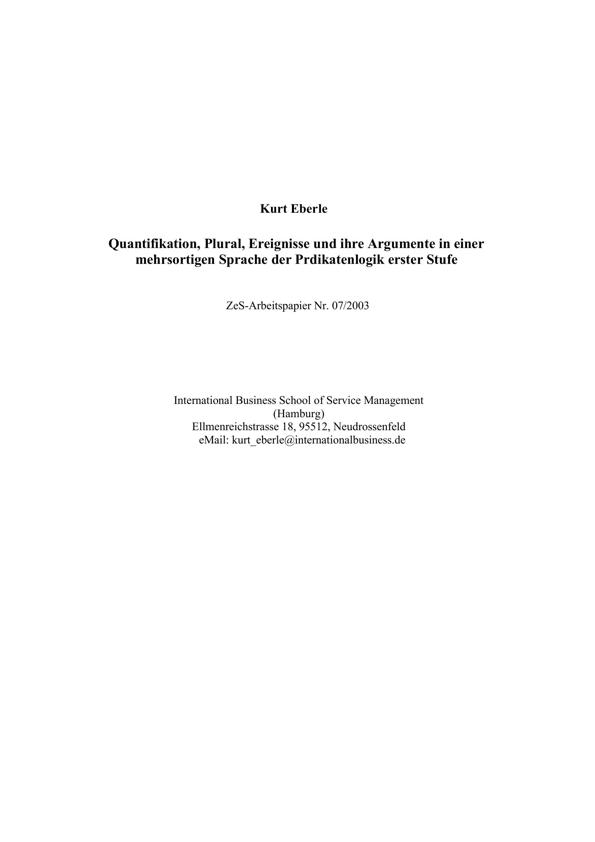 Kurt Eberle
Quantifikation, Plural, Ereignisse und ihre Argumente in einer
mehrsortigen Sprache der Prdikatenlogik erster Stufe
ZeS-Arbeitspapier Nr. 07/2003
International Business School of Service Management
(Hamburg)
Ellmenreichstrasse 18, 95512, Neudrossenfeld
eMail: kurt_eberle@internationalbusiness.de